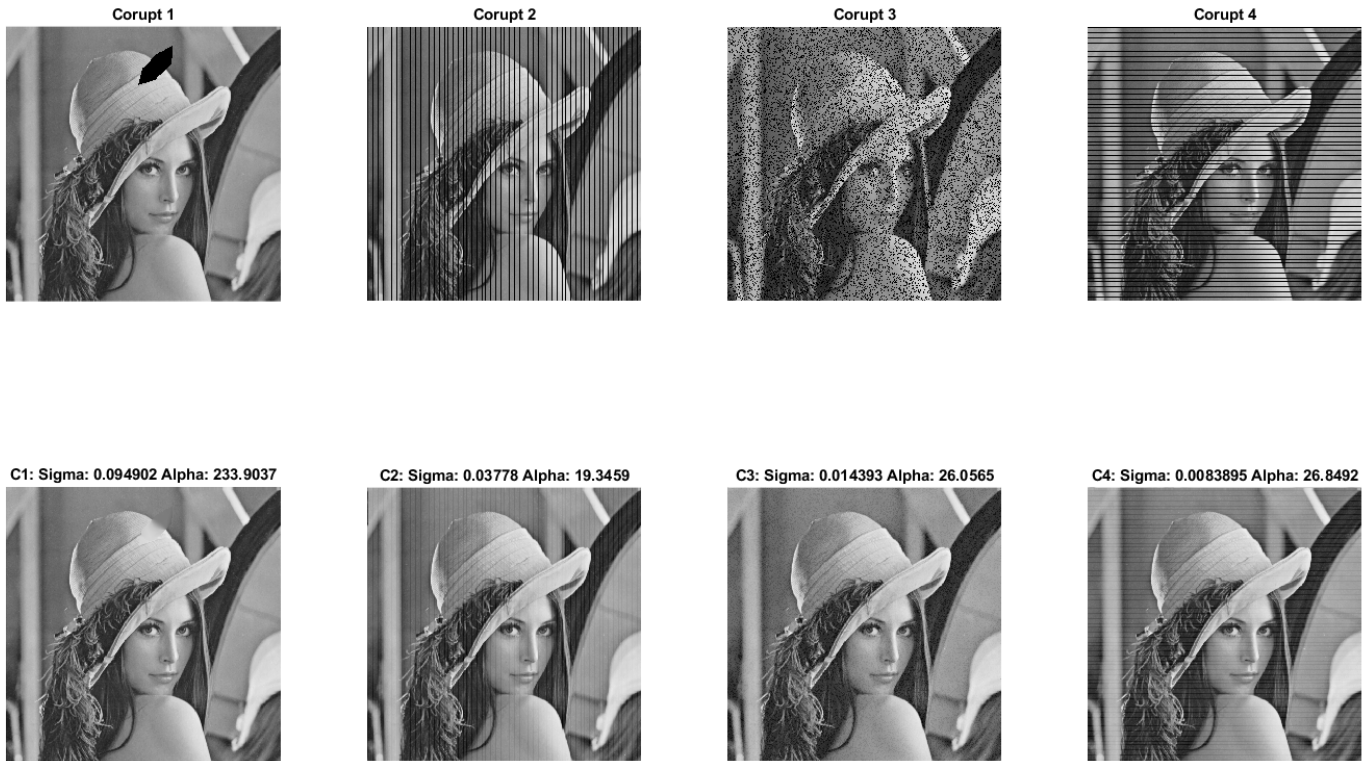 Corupt 1
Corupt 2
Corupt 3
Corupt 4
C1: Sigma: 0.094902 Alpha: 233.9037
C2: Sigma: 0.03778 Alpha: 19.3459
C3: Sigma: 0.014393 Alpha: 26.0565
C4: Sigma: 0.0083895 Alpha: 26.8492